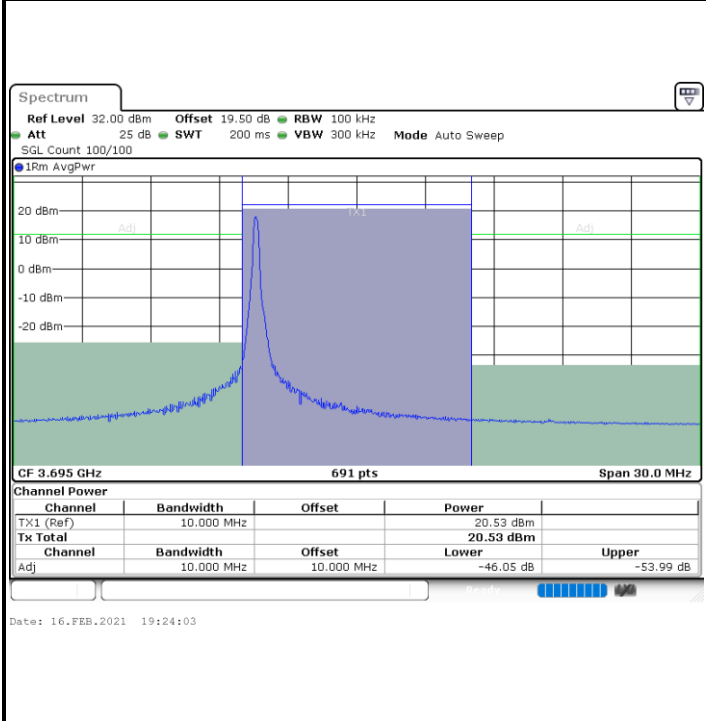 Spectrum
Ref Level 32.00 dBm Offset 19.50 dB RBW 100 kHz
Att 25 dB SWT 200 ms VBW 300 kHz Mode Auto Sweep
SGL Count 100/100
1Rm AvgPwr
20 dBm
TX1
Adj
Adj
10 dBm
0 dBm
-10 dBm
-20 dBm
CF 3.695 GHz 691 pts Span 30.0 MHz
Channel Power
Channel Bandwidth Offset Power
TX1 (Ref) 10.000 MHz 20.53 dBm
Tx Total 20.53 dBm
Channel Bandwidth Offset Lower Upper
Adj 10.000 MHz 10.000 MHz -46.05 dB -53.99 dB
Ready
Date: 16.FEB.2021 19:24:03